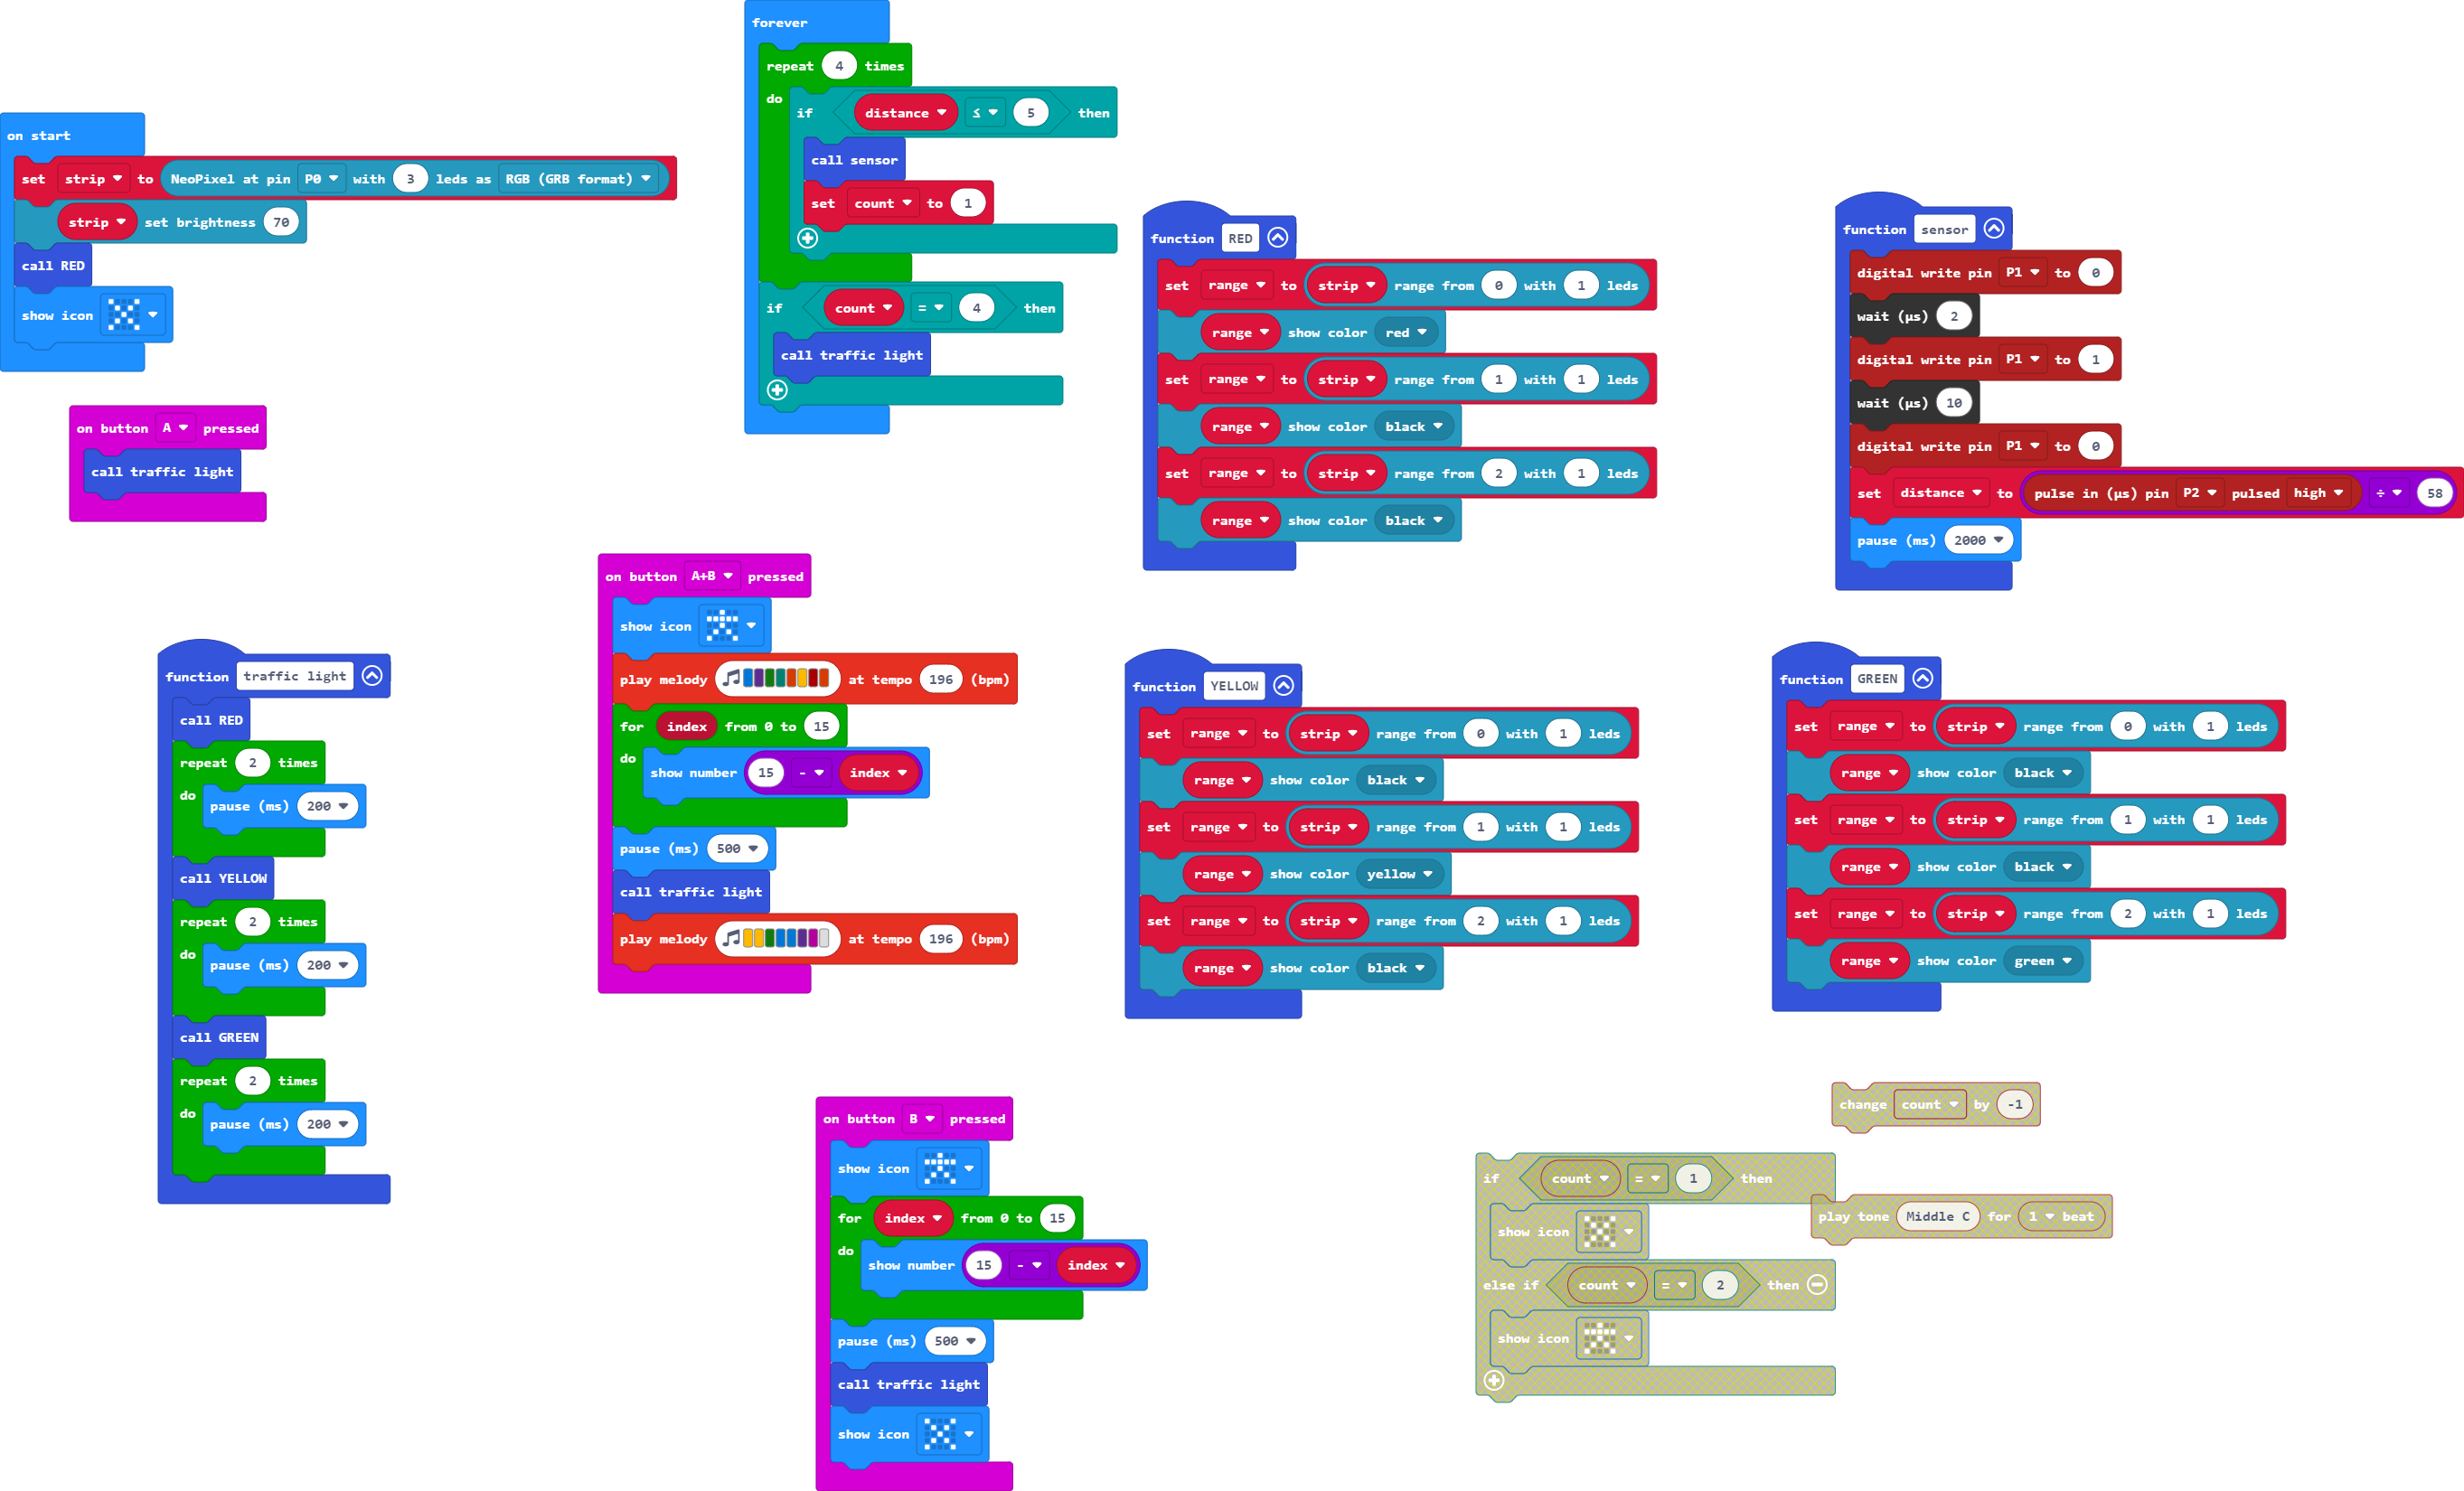 on start
set strip to NeoPixel at pin P0 with 3 leds as RGB (GRB format)
strip set brightness 70
call RED
show icon
on button A pressed
call traffic light
forever
repeat 4 times
do
if distance ≤ 5 then
call sensor
set count to 1
if count = 4 then
call traffic light
function RED
set range to strip range from 0 with 1 leds
range show color red
set range to strip range from 1 with 1 leds
range show color black
set range to strip range from 2 with 1 leds
range show color black
function sensor
digital write pin P1 to 0
wait (µs) 2
digital write pin P1 to 1
wait (µs) 10
digital write pin P1 to 0
set distance to pulse in (µs) pin P2 pulsed high ÷ 58
pause (ms) 2000
function traffic light
call RED
repeat 2 times
do pause (ms) 200
call YELLOW
repeat 2 times
do pause (ms) 200
call GREEN
repeat 2 times
do pause (ms) 200
on button A+B pressed
show icon
play melody at tempo 196 (bpm)
for index from 0 to 15
do show number 15 - index
pause (ms) 500
call traffic light
play melody at tempo 196 (bpm)
function YELLOW
set range to strip range from 0 with 1 leds
range show color black
set range to strip range from 1 with 1 leds
range show color yellow
set range to strip range from 2 with 1 leds
range show color black
function GREEN
set range to strip range from 0 with 1 leds
range show color black
set range to strip range from 1 with 1 leds
range show color black
set range to strip range from 2 with 1 leds
range show color green
on button B pressed
show icon
for index from 0 to 15
do show number 15 - index
pause (ms) 500
call traffic light
show icon
change count by -1
if count = 1 then
show icon
else if count = 2 then
show icon
play tone Middle C for 1 beat